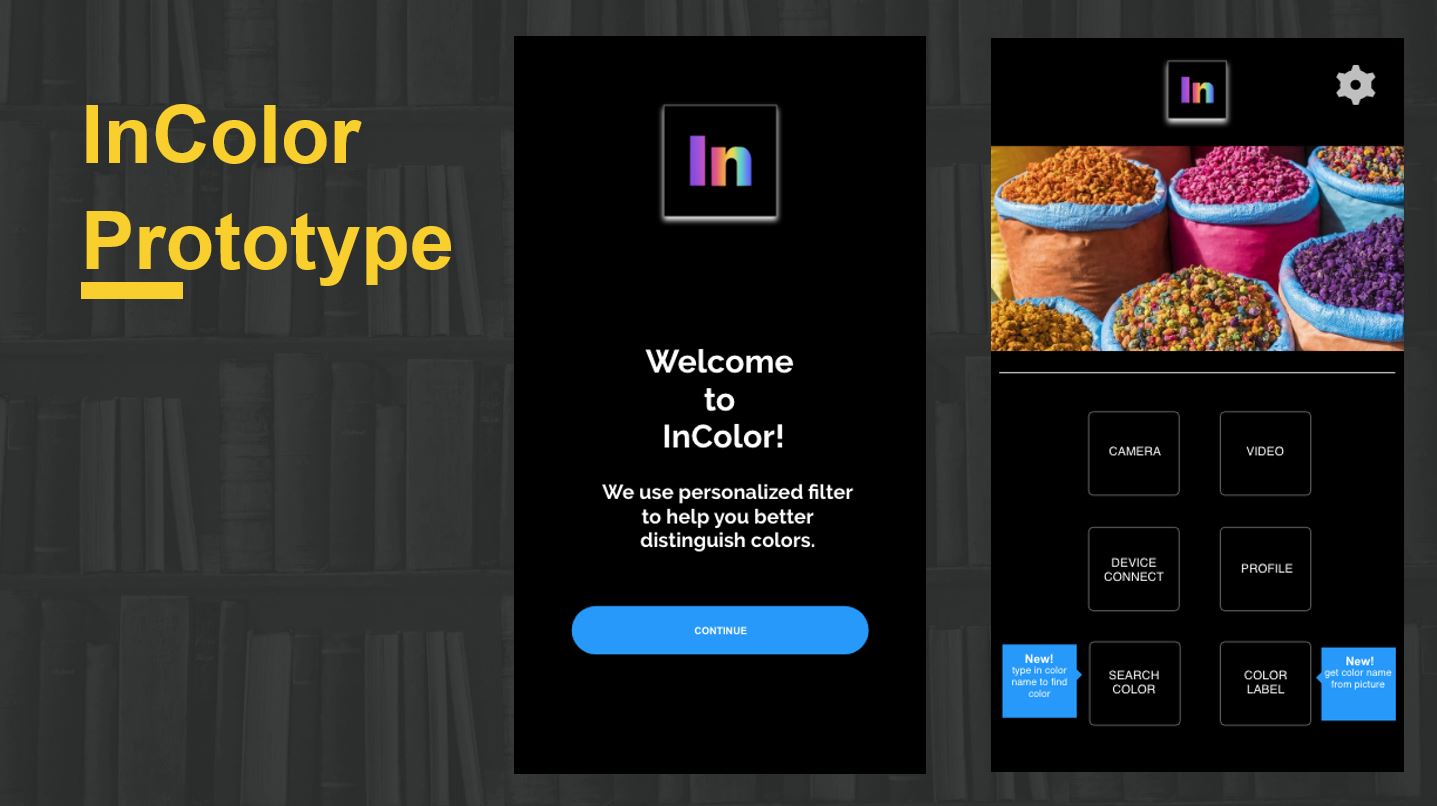 InColor
Prototype
In
Welcome
to
InColor!
We use personalized filter
to help you better
distinguish colors.
CONTINUE
In
CAMERA
VIDEO
DEVICE
CONNECT
PROFILE
New!
type in color
name to find
color
SEARCH
COLOR
COLOR
LABEL
New!
get color name
from picture